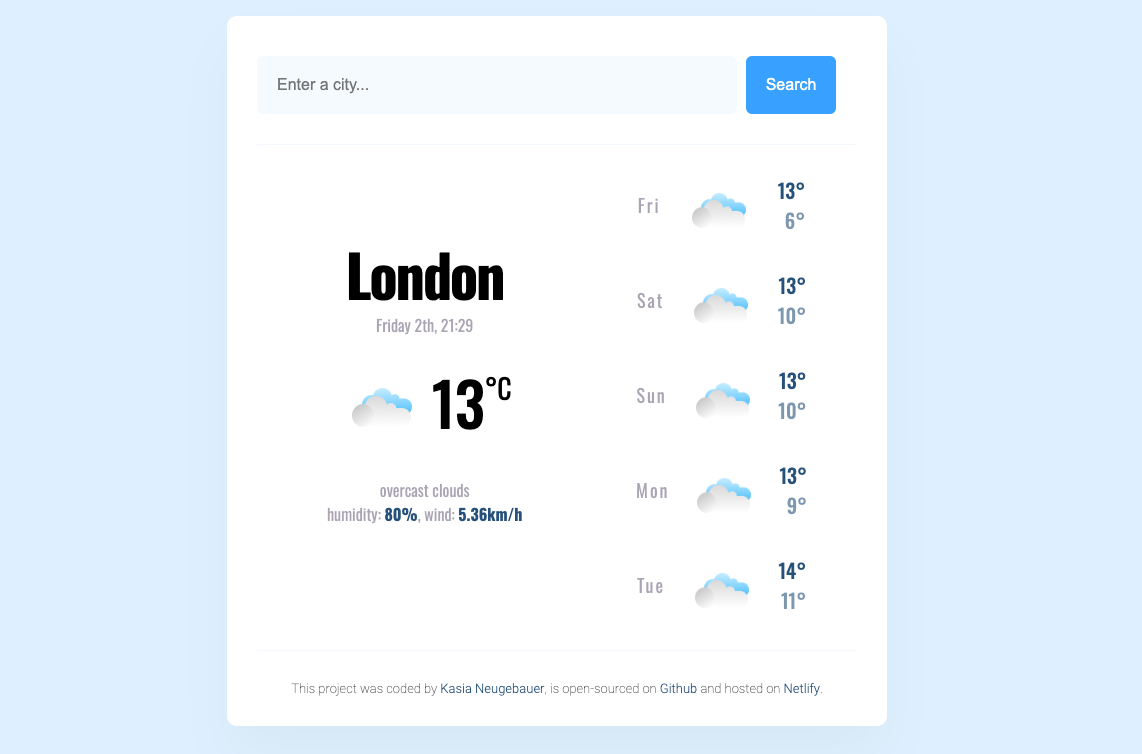 Enter a city...
Search
London
Friday 2th, 21:29
13°C
overcast clouds
humidity: 80%, wind: 5.36km/h
Fri
13°
6°
Sat
13°
10°
Sun
13°
10°
Mon
13°
9°
Tue
14°
11°
This project was coded by Kasia Neugebauer, is open-sourced on Github and hosted on Netlify.